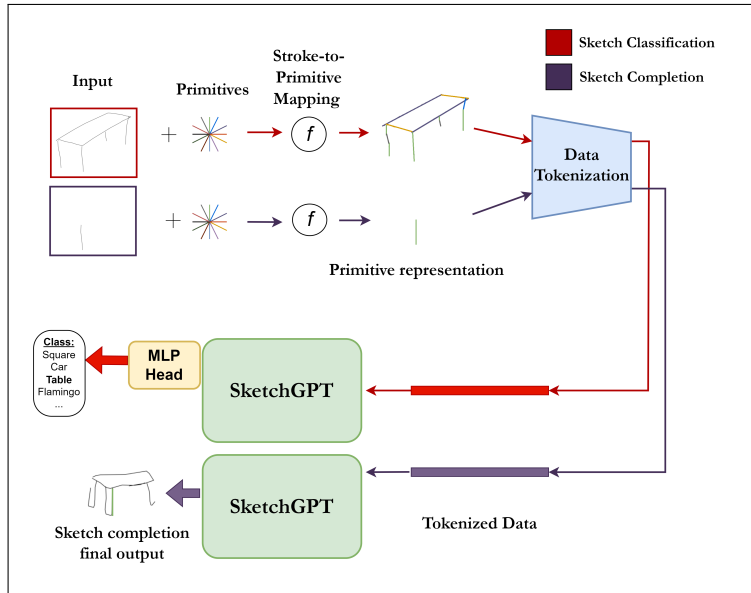 Sketch Classification
Sketch Completion
Input
Primitives
Stroke-to-
Primitive
Mapping
+
f
Data
Tokenization
+
f
Primitive representation
Class:
Square
Car
Table
Flamingo
...
MLP
Head
SketchGPT
SketchGPT
Sketch completion
final output
Tokenized Data